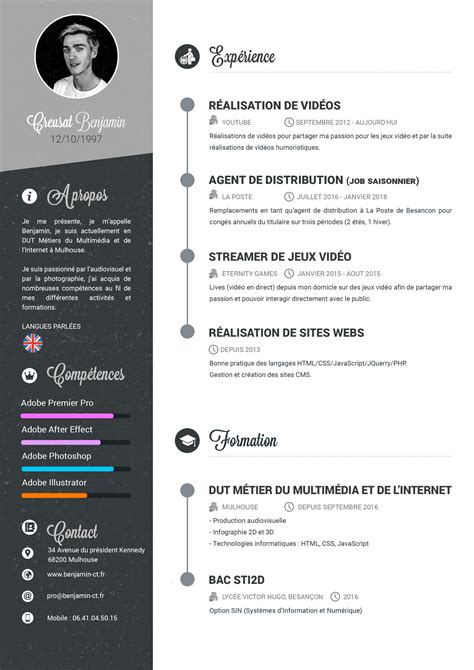 Creusat Benjamin
12/10/1997
Apropos
Je me présente, je m'appelle
Benjamin, je suis actuellement en
DUT Métiers du Multimédia et de
l'Internet à Mulhouse.
Je suis passionné par l'audiovisuel et
par la photographie, j'ai acquis de
nombreuses compétences au fil de
mes différentes activités et
formations.
LANGUES PARLÉES
Compétences
Adobe Premier Pro
Adobe After Effect
Adobe Photoshop
Adobe Illustrator
Contact
34 Avenue du président Kennedy
68200 Mulhouse
www.benjamin-ct.fr
pro@benjamin-ct.fr
Mobile : 06.41.04.50.15
Expérience
RÉALISATION DE VIDÉOS
YOUTUBE SEPTEMBRE 2012 - AUJOURD'HUI
Réalisations de vidéos pour partager ma passion pour les jeux vidéo et par la suite
réalisations de vidéos humoristiques.
AGENT DE DISTRIBUTION (JOB SAISONNIER)
LA POSTE JUILLET 2016 - JANVIER 2018
Remplacements en tant qu'agent de distribution à La Poste de Besancon pour
congés annuels du titulaire sur trois périodes (2 étés, 1 hiver).
STREAMER DE JEUX VIDÉO
ETERNITY GAMES JANVIER 2015 - AOUT 2015
Lives (vidéo en direct) depuis mon domicile sur des jeux vidéo afin de partager ma
passion et pouvoir interagir directement avec le public.
RÉALISATION DE SITES WEBS
DEPUIS 2013
Bonne pratique des langages HTML/CSS/JavaScript/JQuerry/PHP.
Gestion et création des sites CMS.
Formation
DUT MÉTIER DU MULTIMÉDIA ET DE L'INTERNET
MULHOUSE DEPUIS SEPTEMBRE 2016
- Production audiovisuelle
- Infographie 2D et 3D
- Technologies informatiques : HTML, CSS, JavaScript
BAC STI2D
LYCÉE VICTOR HUGO, BESANÇON 2016
Option SIN (Systèmes d'Information et Numérique)